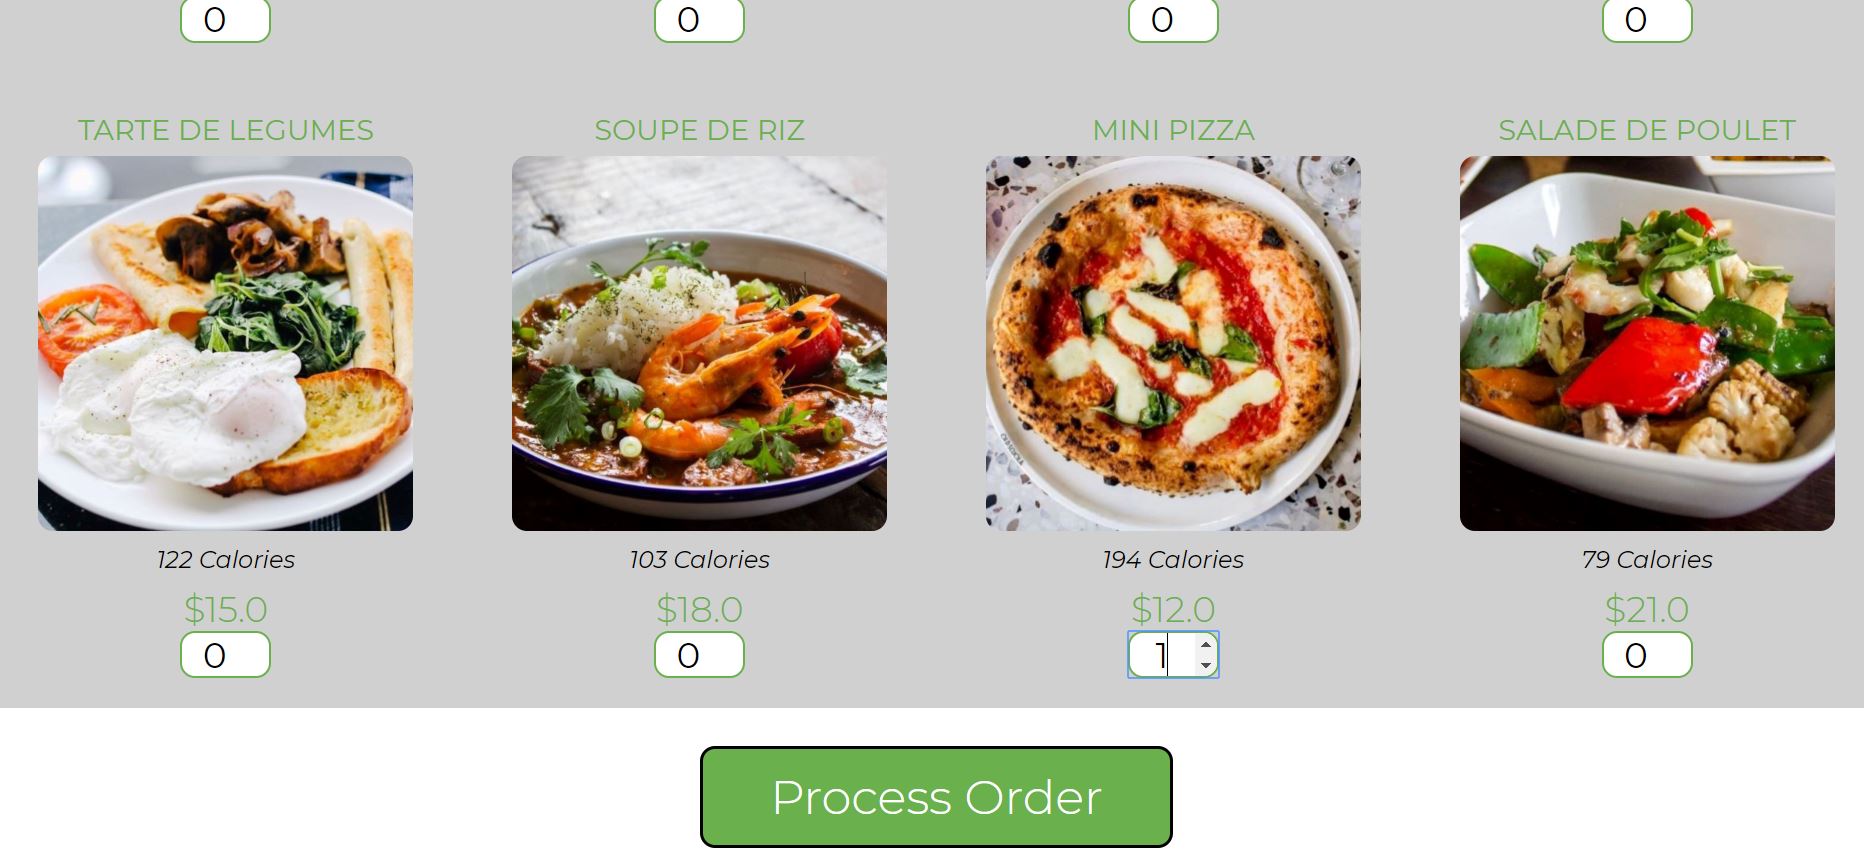 0 0 0 0
TARTE DE LEGUMES SOUPE DE RIZ MINI PIZZA SALADE DE POULET
122 Calories 103 Calories 194 Calories 79 Calories
$15.0 $18.0 $12.0 $21.0
0 0 1 0
Process Order